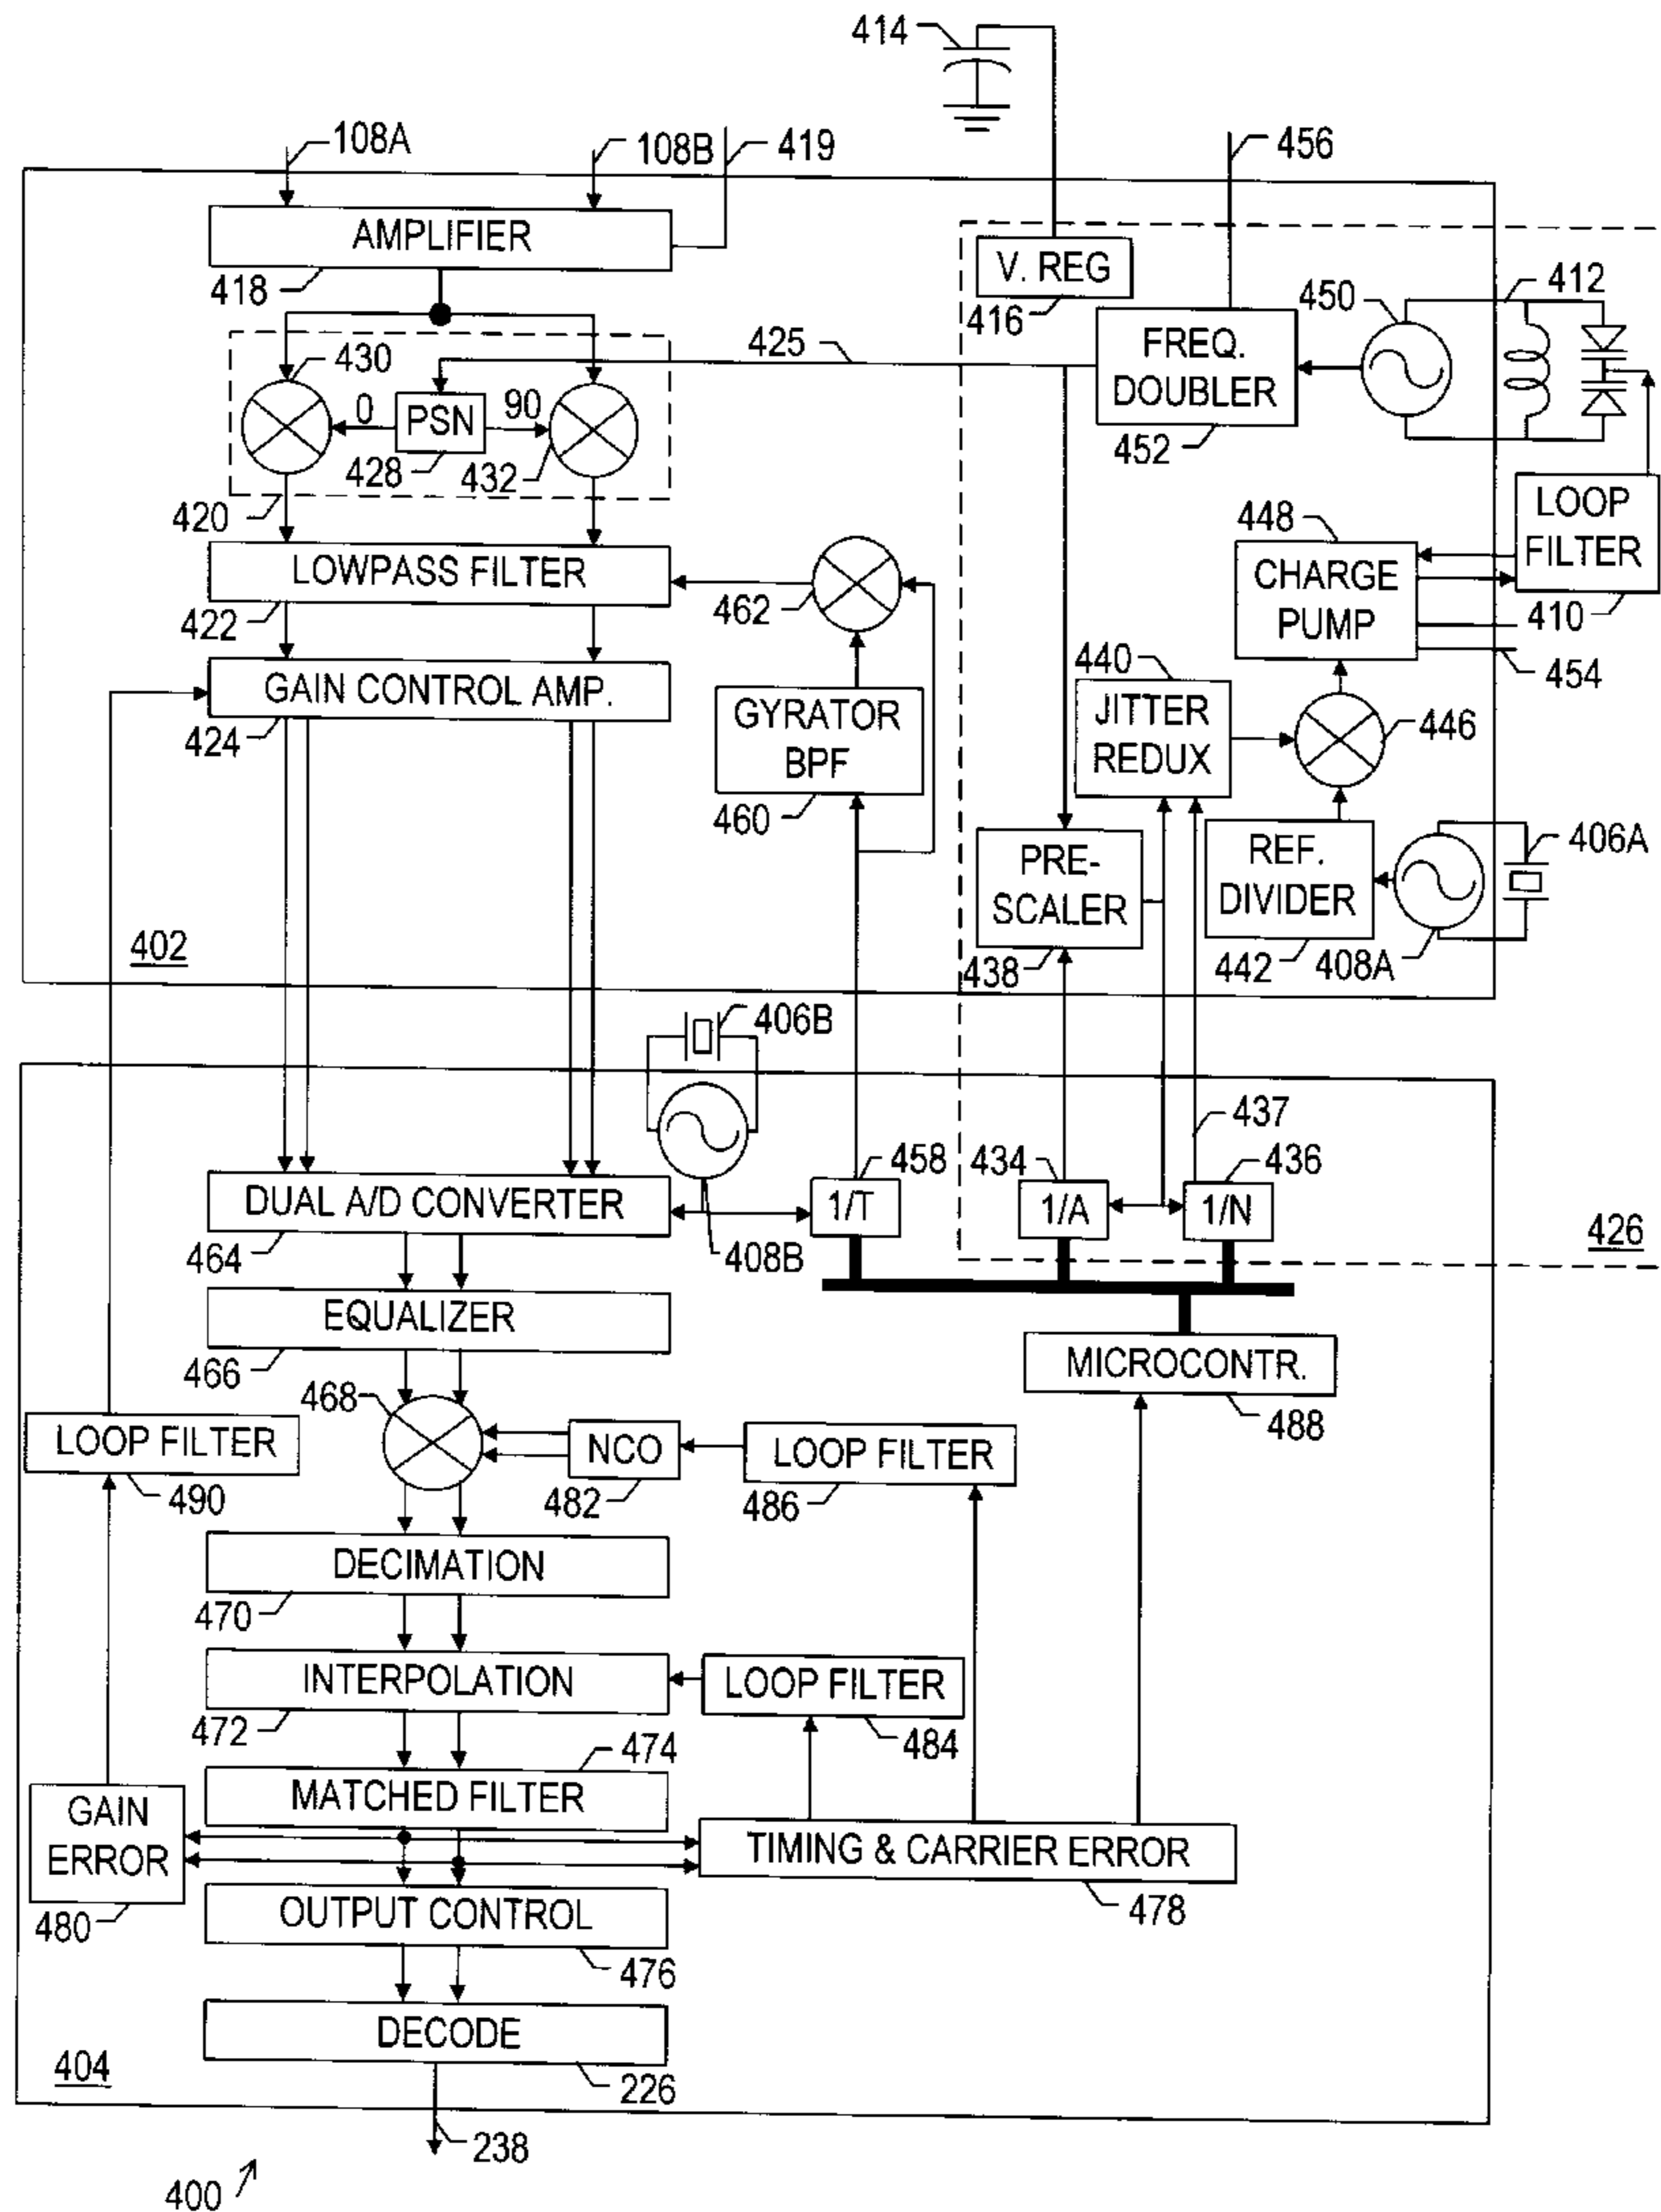 414
108A
108B
419
456
AMPLIFIER
418
V. REG
416
450
412
425
FREQ.
DOUBLER
452
430
0
PSN
90
428
432
420
LOWPASS FILTER
422
462
448
CHARGE
PUMP
LOOP
FILTER
410
454
GAIN CONTROL AMP.
424
GYRATOR
BPF
460
440
JITTER
REDUX
446
PRE-
SCALER
438
REF.
DIVIDER
442
408A
406A
402
406B
437
DUAL A/D CONVERTER
464
408B
458
1/T
434
1/A
436
1/N
426
EQUALIZER
466
MICROCONTR.
488
468
NCO
482
LOOP FILTER
486
LOOP FILTER
490
DECIMATION
470
INTERPOLATION
472
LOOP FILTER
484
474
MATCHED FILTER
GAIN
ERROR
480
TIMING & CARRIER ERROR
478
OUTPUT CONTROL
476
DECODE
226
404
238
400